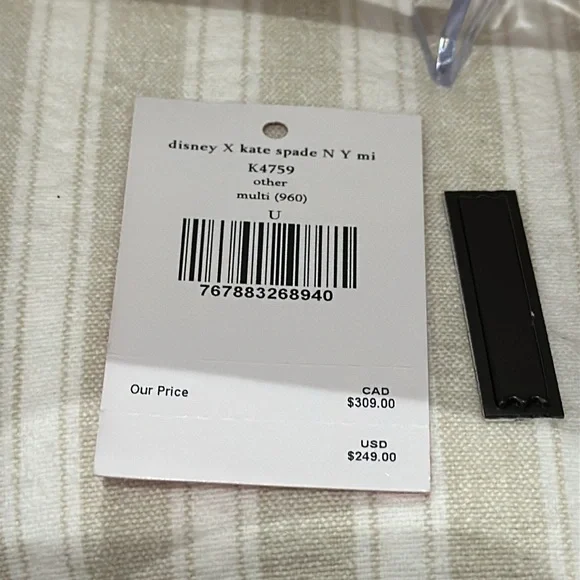 disney X kate spade N Y mi
K4759
other
multi (960)
U
767883268940
Our Price
CAD
$309.00
USD
$249.00